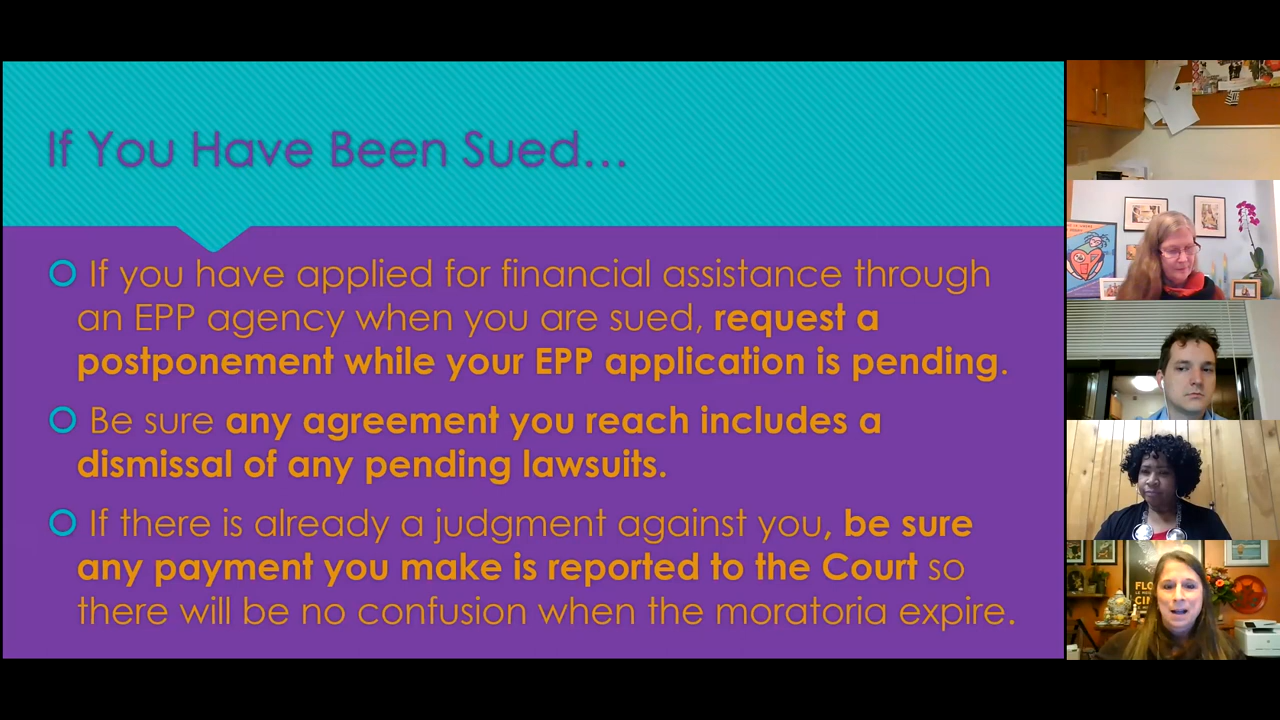 If You Have Been Sued...
If you have applied for financial assistance through
an EPP agency when you are sued, request a
postponement while your EPP application is pending.
Be sure any agreement you reach includes a
dismissal of any pending lawsuits.
If there is already a judgment against you, be sure
any payment you make is reported to the Court so
there will be no confusion when the moratoria expire.